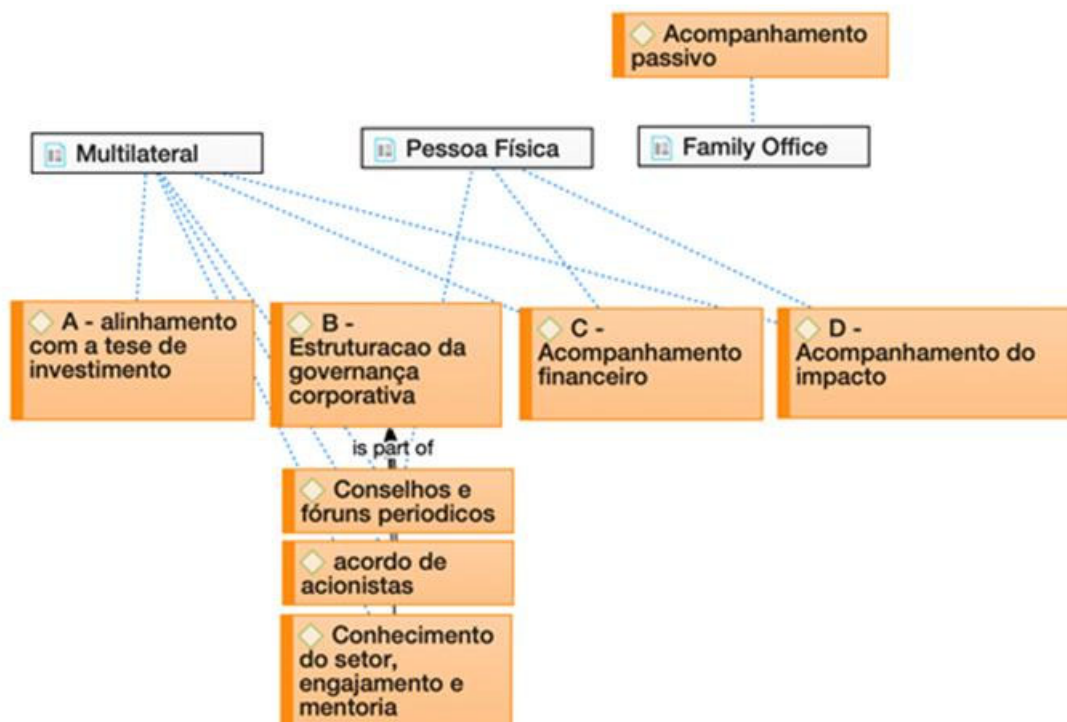 Acompanhamento
passivo
Multilateral
Pessoa Física
Family Office
A - alinhamento
com a tese de
investimento
B -
Estruturacao da
governança
corporativa
C -
Acompanhamento
financeiro
D -
Acompanhamento do
impacto
is part of
Conselhos e
fóruns periodicos
acordo de
acionistas
Conhecimento
do setor,
engajamento e
mentoria